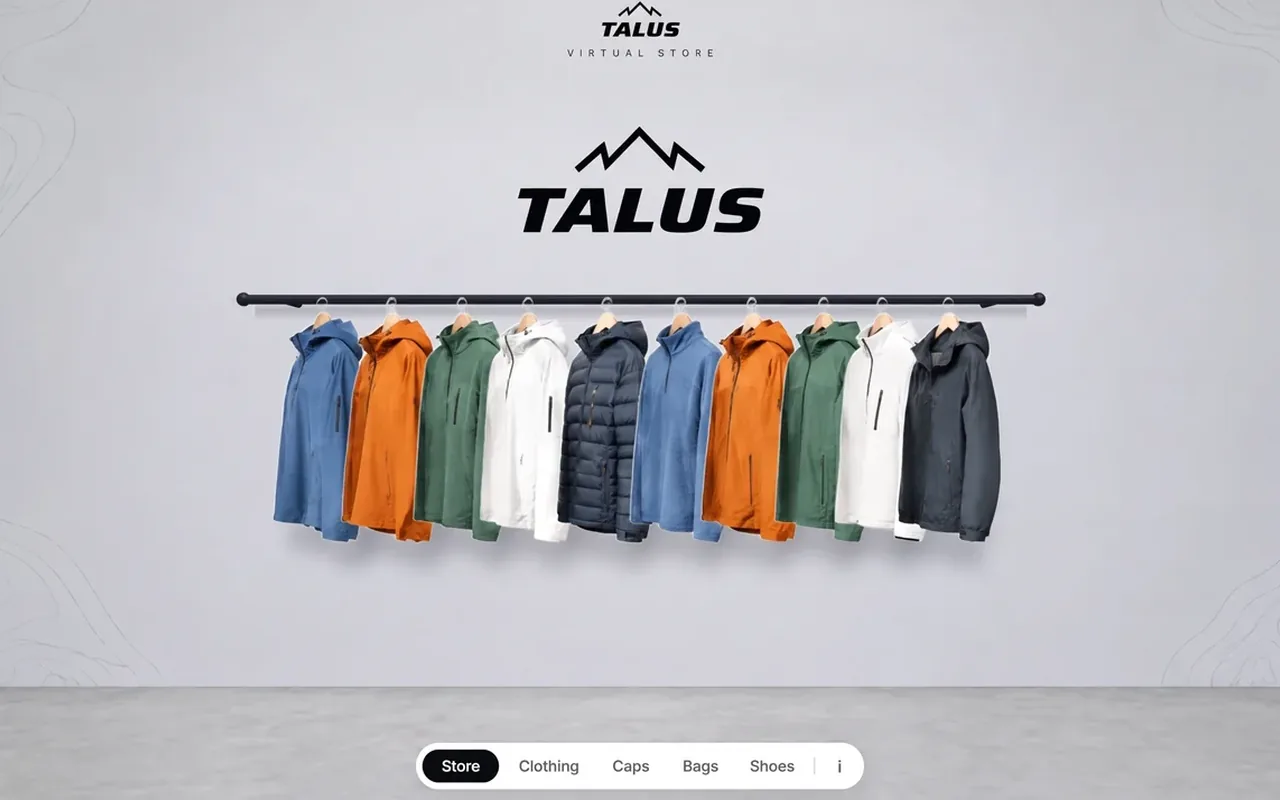 TALUS
VIRTUAL STORE
TALUS
Store
Clothing
Caps
Bags
Shoes
i